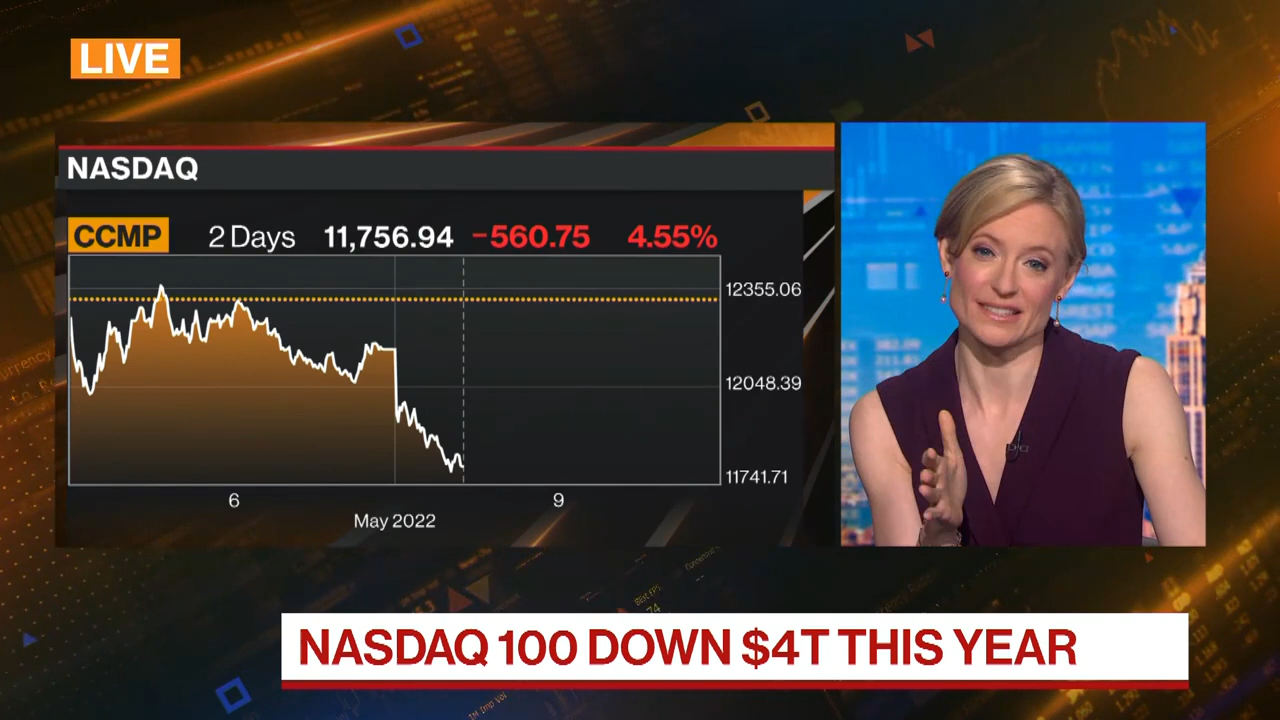 LIVE
NASDAQ
CCMP 2 Days 11,756.94 -560.75 4.55%
12355.06
12048.39
11741.71
6 9
May 2022
NASDAQ 100 DOWN $4T THIS YEAR